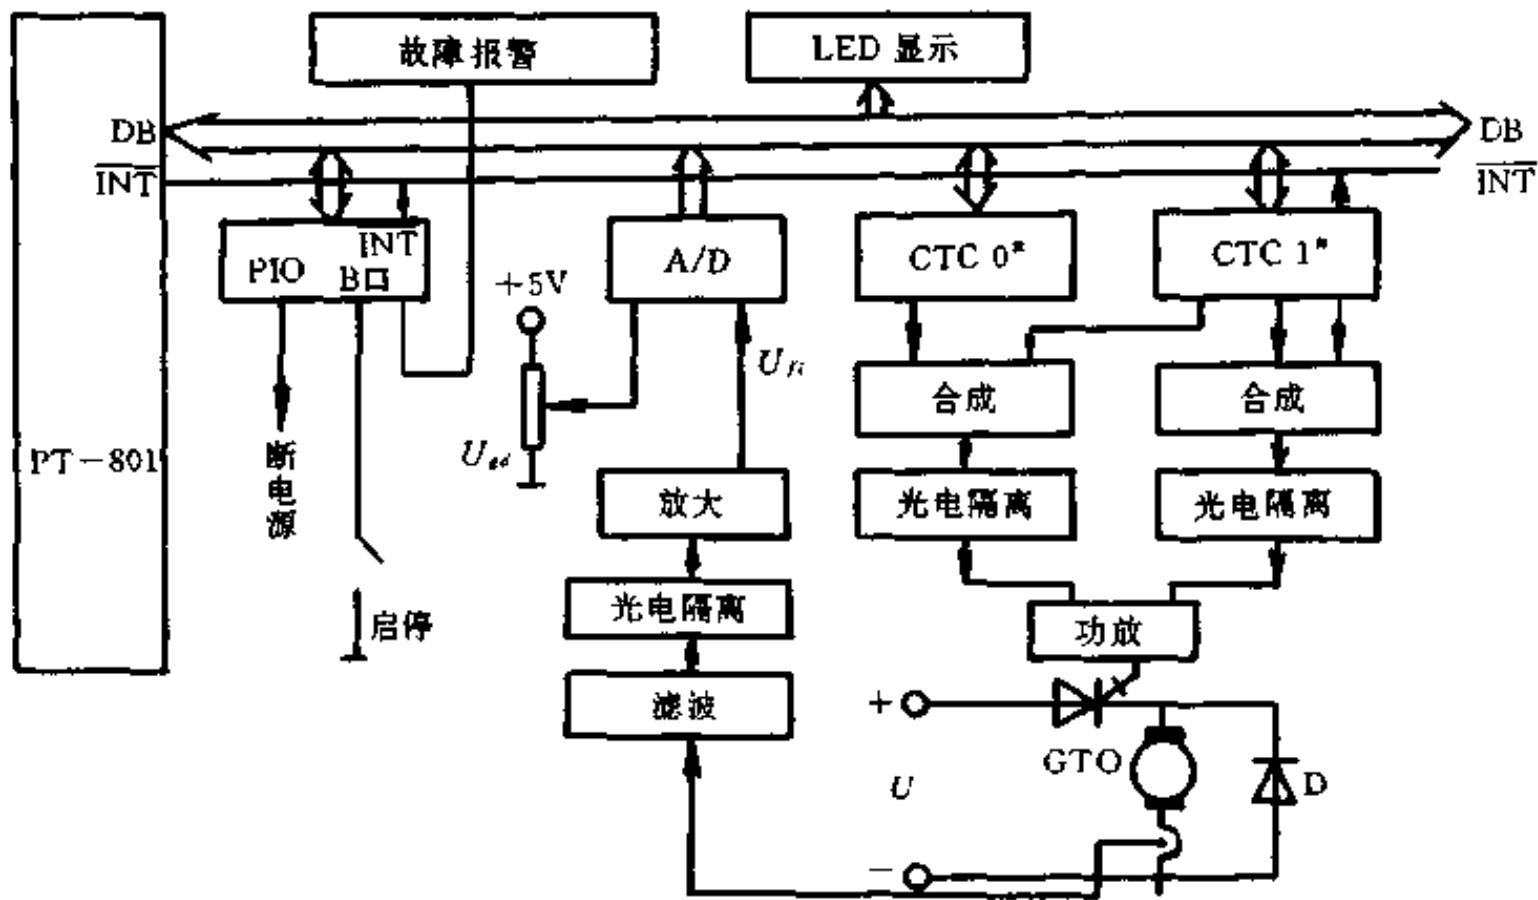 故障报警
LED 显示
DB
DB
INT
INT
INT
PIO
B口
A/D
CTC 0#
CTC 1#
+5V
U_fi
合成
合成
PT-801
断电源
U_gd
放大
光电隔离
光电隔离
光电隔离
启停
功放
滤波
+
GTO
U
D
-